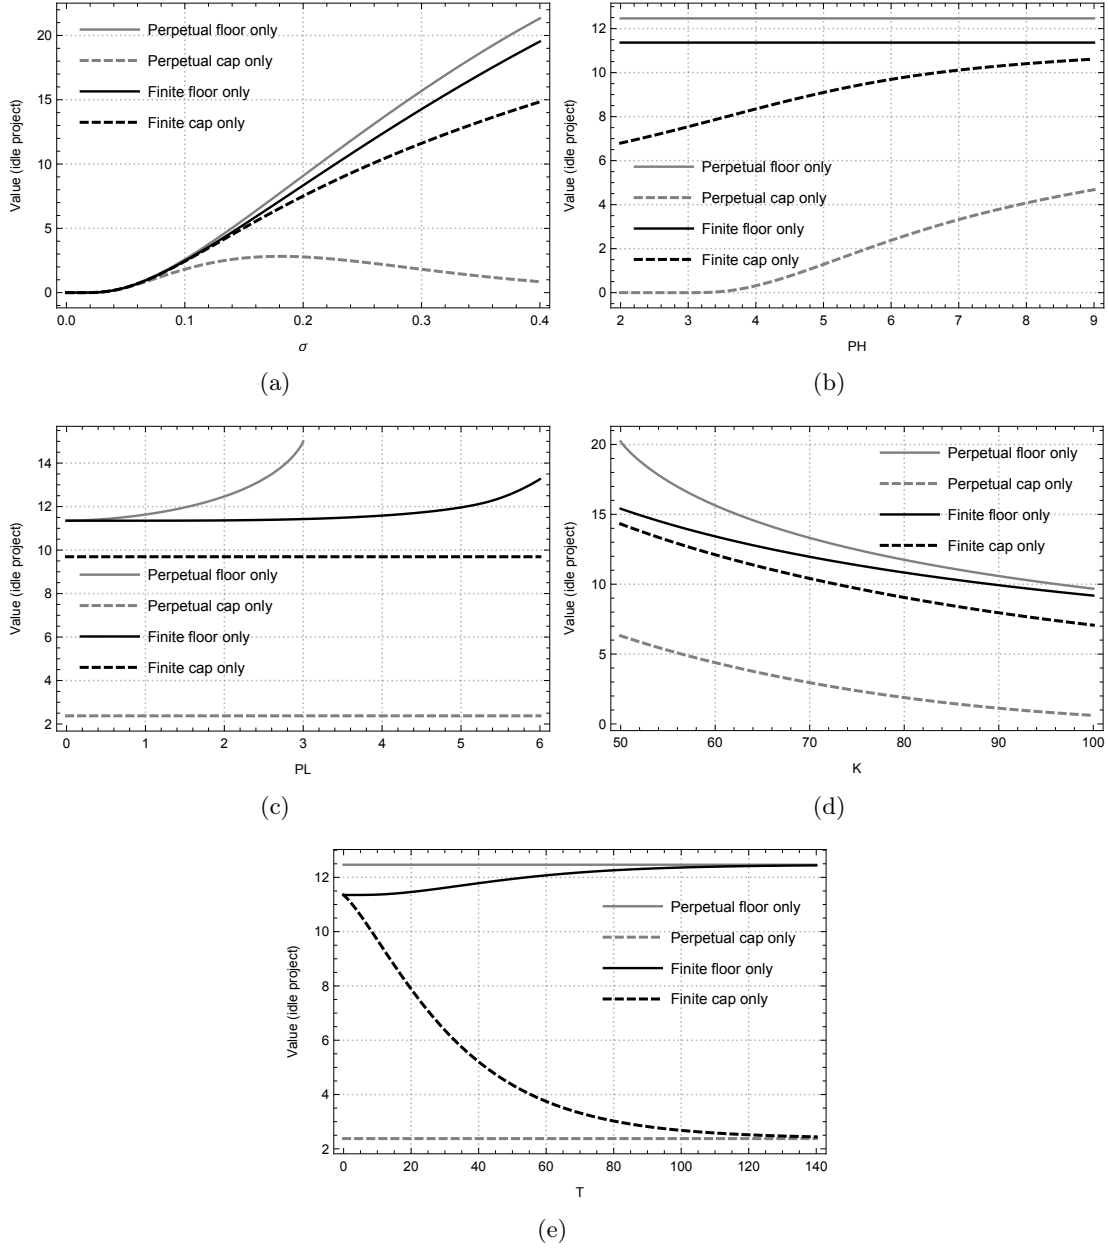 Perpetual floor only
Perpetual cap only
Finite floor only
Finite cap only
Value (idle project)
20
15
10
5
0
0.0 0.1 0.2 0.3 0.4
σ
(a)
Value (idle project)
12
10
8
6
4
2
0
Perpetual floor only
Perpetual cap only
Finite floor only
Finite cap only
2 3 4 5 6 7 8 9
PH
(b)
Value (idle project)
14
12
10
8
6
4
2
Perpetual floor only
Perpetual cap only
Finite floor only
Finite cap only
0 1 2 3 4 5 6
PL
(c)
Value (idle project)
20
15
10
5
0
Perpetual floor only
Perpetual cap only
Finite floor only
Finite cap only
50 60 70 80 90 100
K
(d)
Value (idle project)
12
10
8
6
4
2
Perpetual floor only
Perpetual cap only
Finite floor only
Finite cap only
0 20 40 60 80 100 120 140
T
(e)